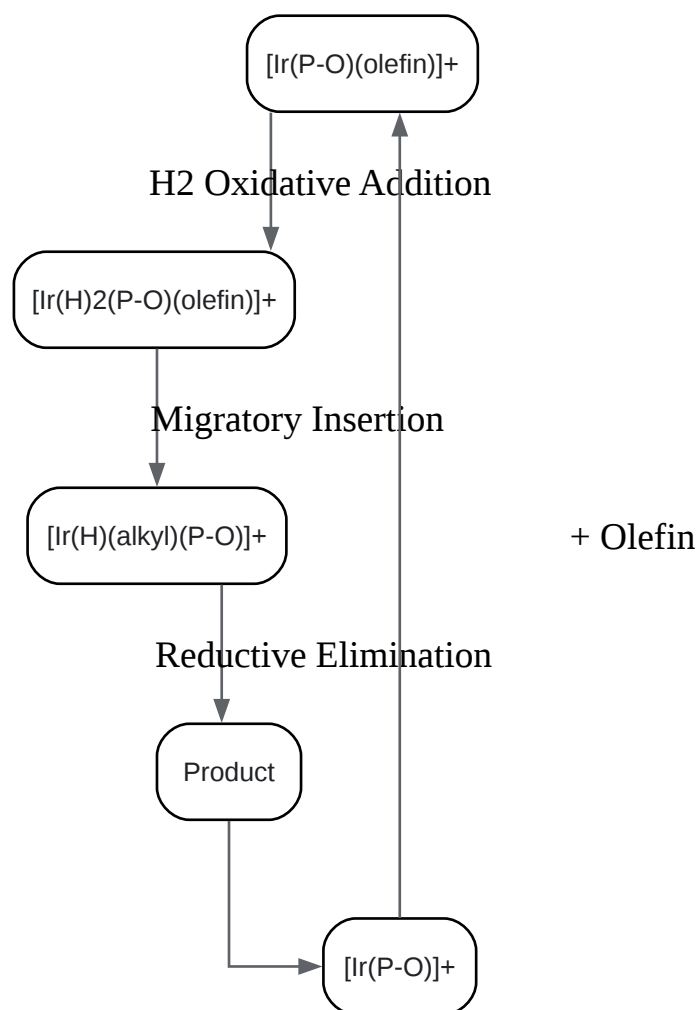 [Ir(P-O)(olefin)]+
H2 Oxidative Addition
[Ir(H)2(P-O)(olefin)]+
Migratory Insertion
[Ir(H)(alkyl)(P-O)]+
+ Olefin
Reductive Elimination
Product
[Ir(P-O)]+